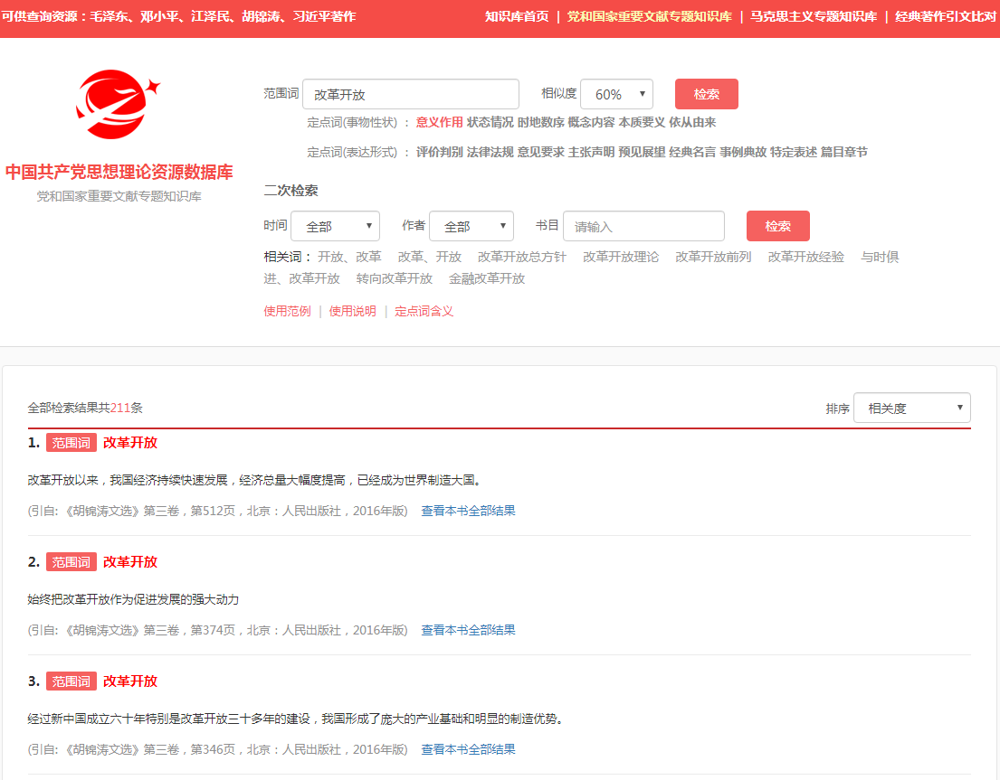 可供查询资源：毛泽东、邓小平、江泽民、胡锦涛、习近平著作
知识库首页 | 党和国家重要文献专题知识库 | 马克思主义专题知识库 | 经典著作引文比对
中国共产党思想理论资源数据库
党和国家重要文献专题知识库
范围词 改革开放 相似度 60% 检索
定点词(事物性状) ： 意义作用 状态情况 时地数序 概念内容 本质要义 依从由来
定点词(表达形式) ： 评价判别 法律法规 意见要求 主张声明 预见展望 经典名言 事例典故 特定表述 篇目章节
二次检索
时间 全部 作者 全部 书目 请输入 检索
相关词： 开放、改革 改革、开放 改革开放总方针 改革开放理论 改革开放前列 改革开放经验 与时俱
进、改革开放 转向改革开放 金融改革开放
使用范例 | 使用说明 | 定点词含义
全部检索结果共211条 排序 相关度
1. 范围词 改革开放
改革开放以来，我国经济持续快速发展，经济总量大幅度提高，已经成为世界制造大国。
(引自: 《胡锦涛文选》第三卷，第512页，北京：人民出版社，2016年版) 查看本书全部结果
2. 范围词 改革开放
始终把改革开放作为促进发展的强大动力
(引自: 《胡锦涛文选》第三卷，第374页，北京：人民出版社，2016年版) 查看本书全部结果
3. 范围词 改革开放
经过新中国成立六十年特别是改革开放三十多年的建设，我国形成了庞大的产业基础和明显的制造优势。
(引自: 《胡锦涛文选》第三卷，第346页，北京：人民出版社，2016年版) 查看本书全部结果